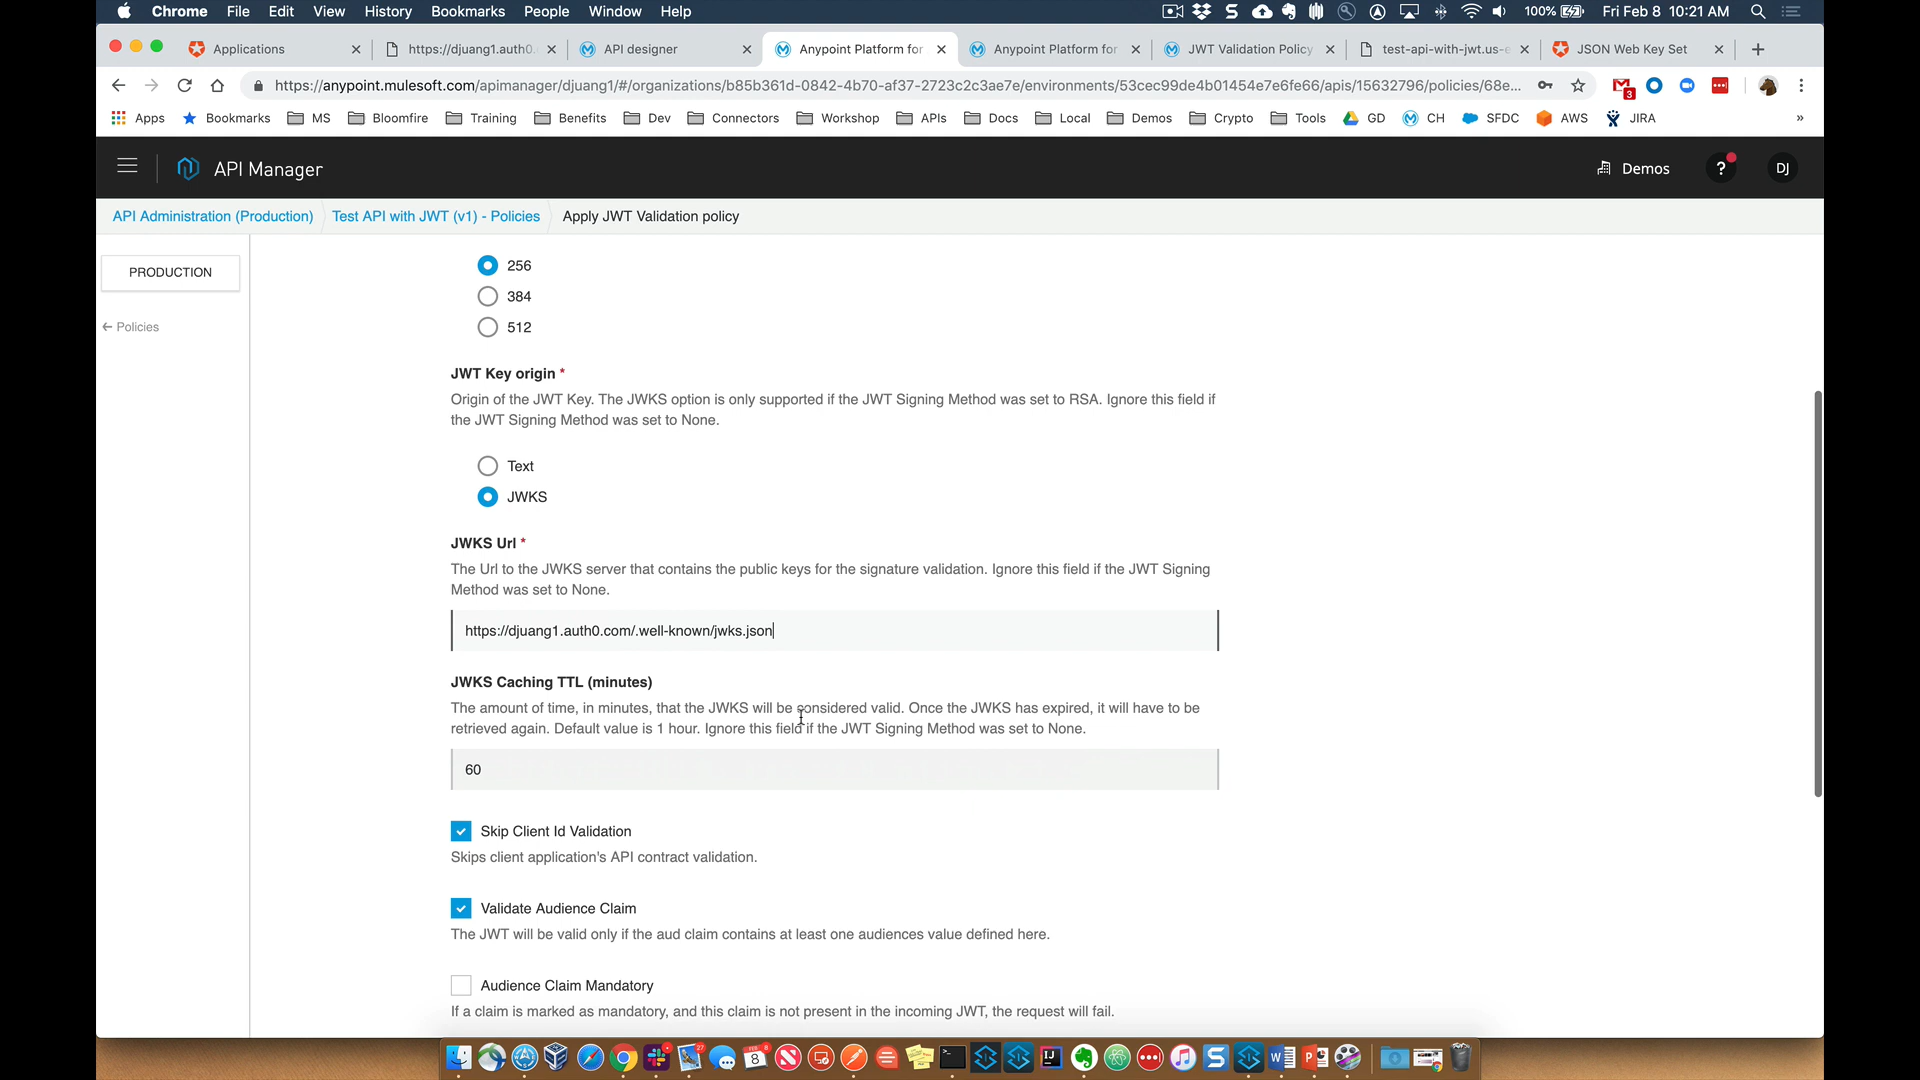 Chrome File Edit View History Bookmarks People Window Help 100% Fri Feb 8 10:21 AM
Applications https://djuang1.auth0. API designer Anypoint Platform for Anypoint Platform for JWT Validation Policy test-api-with-jwt.us-e JSON Web Key Set
https://anypoint.mulesoft.com/apimanager/djuang1/#/organizations/b85b361d-0842-4b70-af37-2723c2c3ae7e/environments/53cec99de4b01454e7e6fe66/apis/15632796/policies/68e...
Apps Bookmarks MS Bloomfire Training Benefits Dev Connectors Workshop APIs Docs Local Demos Crypto Tools GD CH SFDC AWS JIRA »
API Manager Demos ? DJ
API Administration (Production) Test API with JWT (v1) - Policies Apply JWT Validation policy
PRODUCTION
← Policies
256
384
512
JWT Key origin *
Origin of the JWT Key. The JWKS option is only supported if the JWT Signing Method was set to RSA. Ignore this field if
the JWT Signing Method was set to None.
Text
JWKS
JWKS Url *
The Url to the JWKS server that contains the public keys for the signature validation. Ignore this field if the JWT Signing
Method was set to None.
https://djuang1.auth0.com/.well-known/jwks.json
JWKS Caching TTL (minutes)
The amount of time, in minutes, that the JWKS will be considered valid. Once the JWKS has expired, it will have to be
retrieved again. Default value is 1 hour. Ignore this field if the JWT Signing Method was set to None.
60
Skip Client Id Validation
Skips client application's API contract validation.
Validate Audience Claim
The JWT will be valid only if the aud claim contains at least one audiences value defined here.
Audience Claim Mandatory
If a claim is marked as mandatory, and this claim is not present in the incoming JWT, the request will fail.